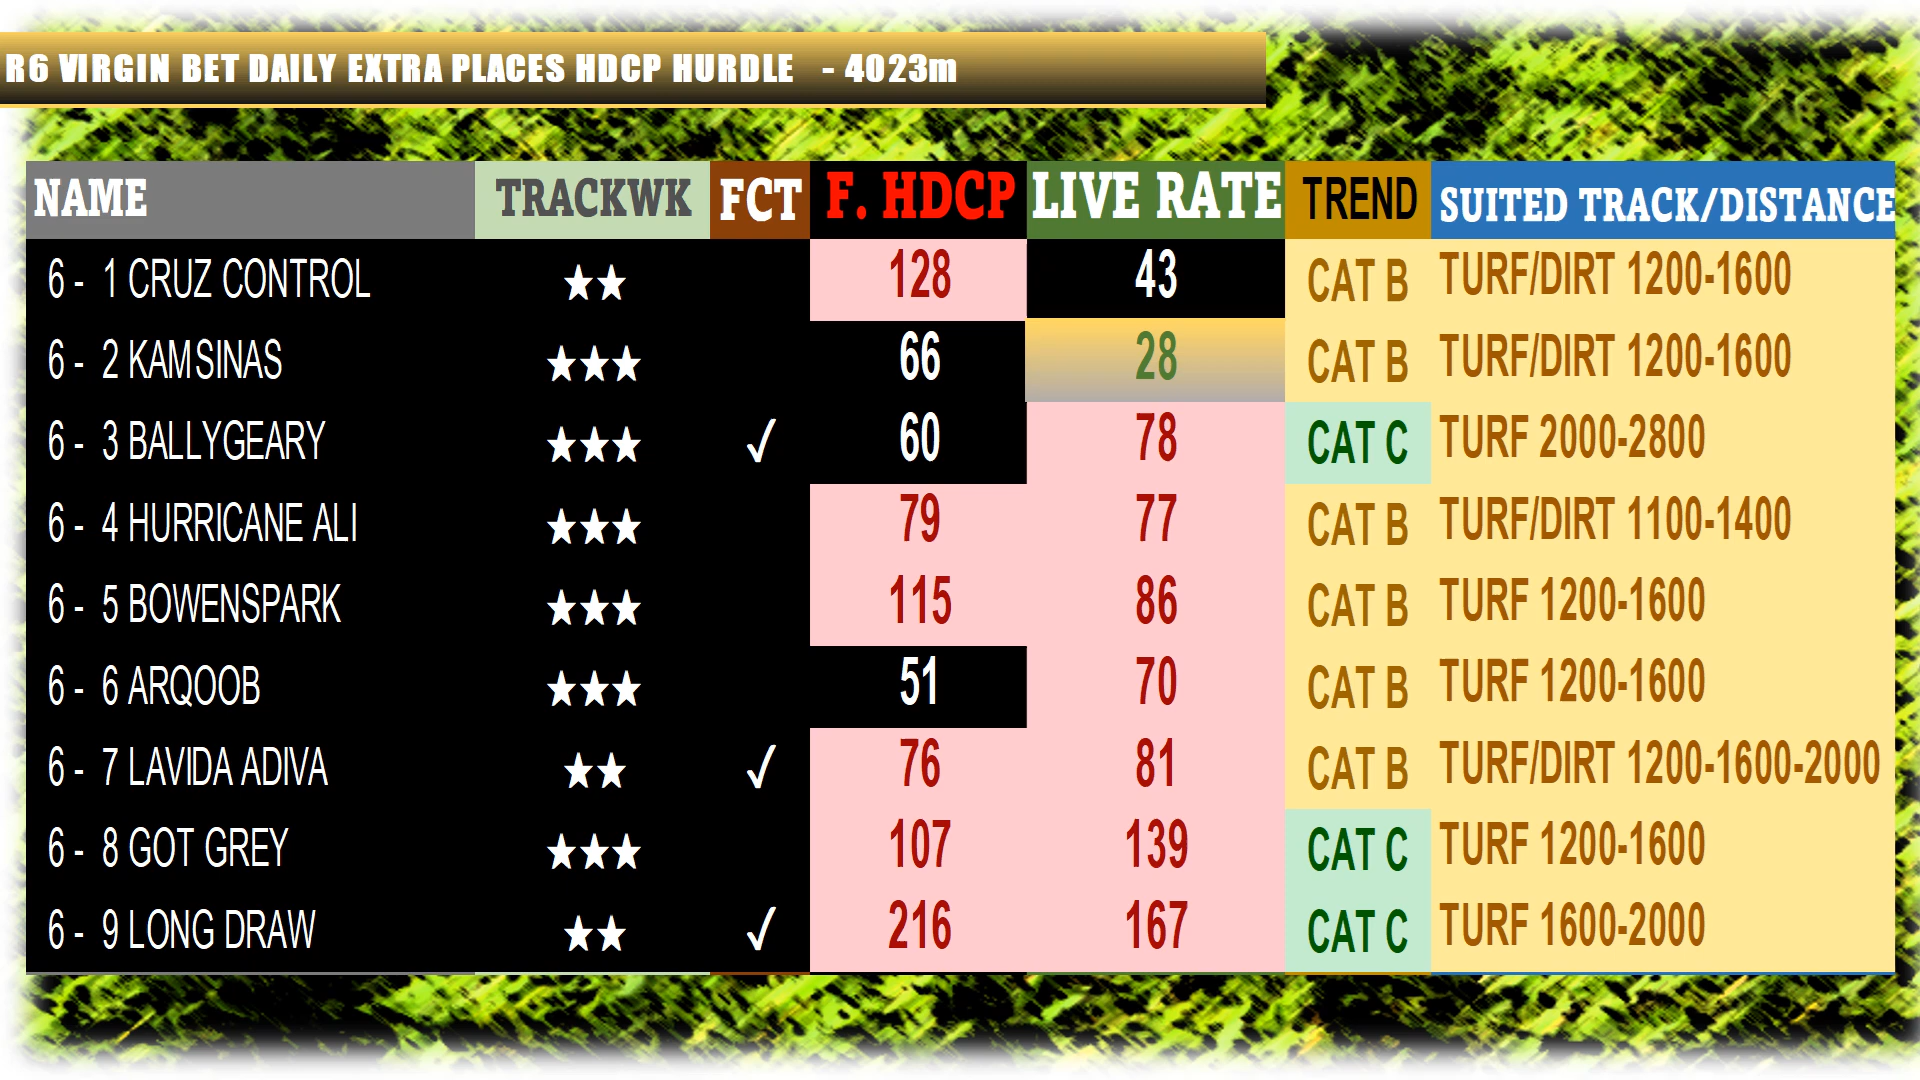 R6 VIRGIN BET DAILY EXTRA PLACES HDCP HURDLE - 4023m
NAME TRACKWK FCT F. HDCP LIVE RATE TREND SUITED TRACK/DISTANCE
6 - 1 CRUZ CONTROL ★★ 128 43 CAT B TURF/DIRT 1200-1600
6 - 2 KAMSINAS ★★★ 66 28 CAT B TURF/DIRT 1200-1600
6 - 3 BALLYGEARY ★★★ ✓ 60 78 CAT C TURF 2000-2800
6 - 4 HURRICANE ALI ★★★ 79 77 CAT B TURF/DIRT 1100-1400
6 - 5 BOWENSPARK ★★★ 115 86 CAT B TURF 1200-1600
6 - 6 ARQOOB ★★★ 51 70 CAT B TURF 1200-1600
6 - 7 LAVIDA ADIVA ★★ ✓ 76 81 CAT B TURF/DIRT 1200-1600-2000
6 - 8 GOT GREY ★★★ 107 139 CAT C TURF 1200-1600
6 - 9 LONG DRAW ★★ ✓ 216 167 CAT C TURF 1600-2000